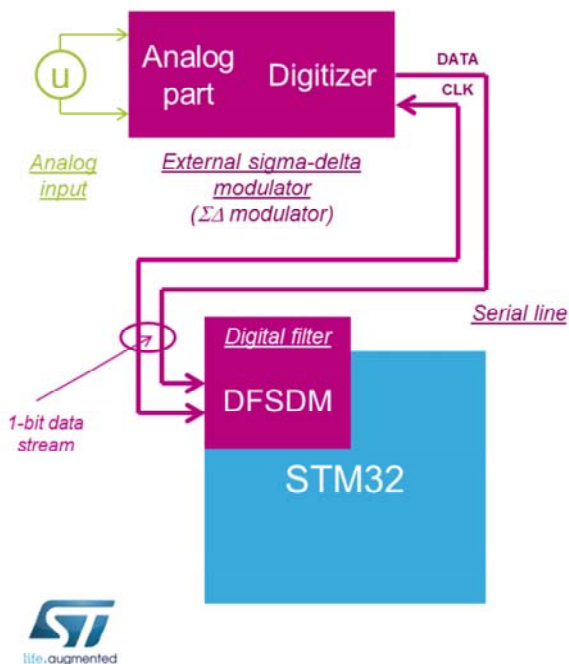 u
Analog
part
Digitizer
DATA
CLK
Analog
input
External sigma-delta
modulator
(ΣΔ modulator)
Serial line
Digital filter
DFSDM
1-bit data
stream
STM32
ST
life.augmented